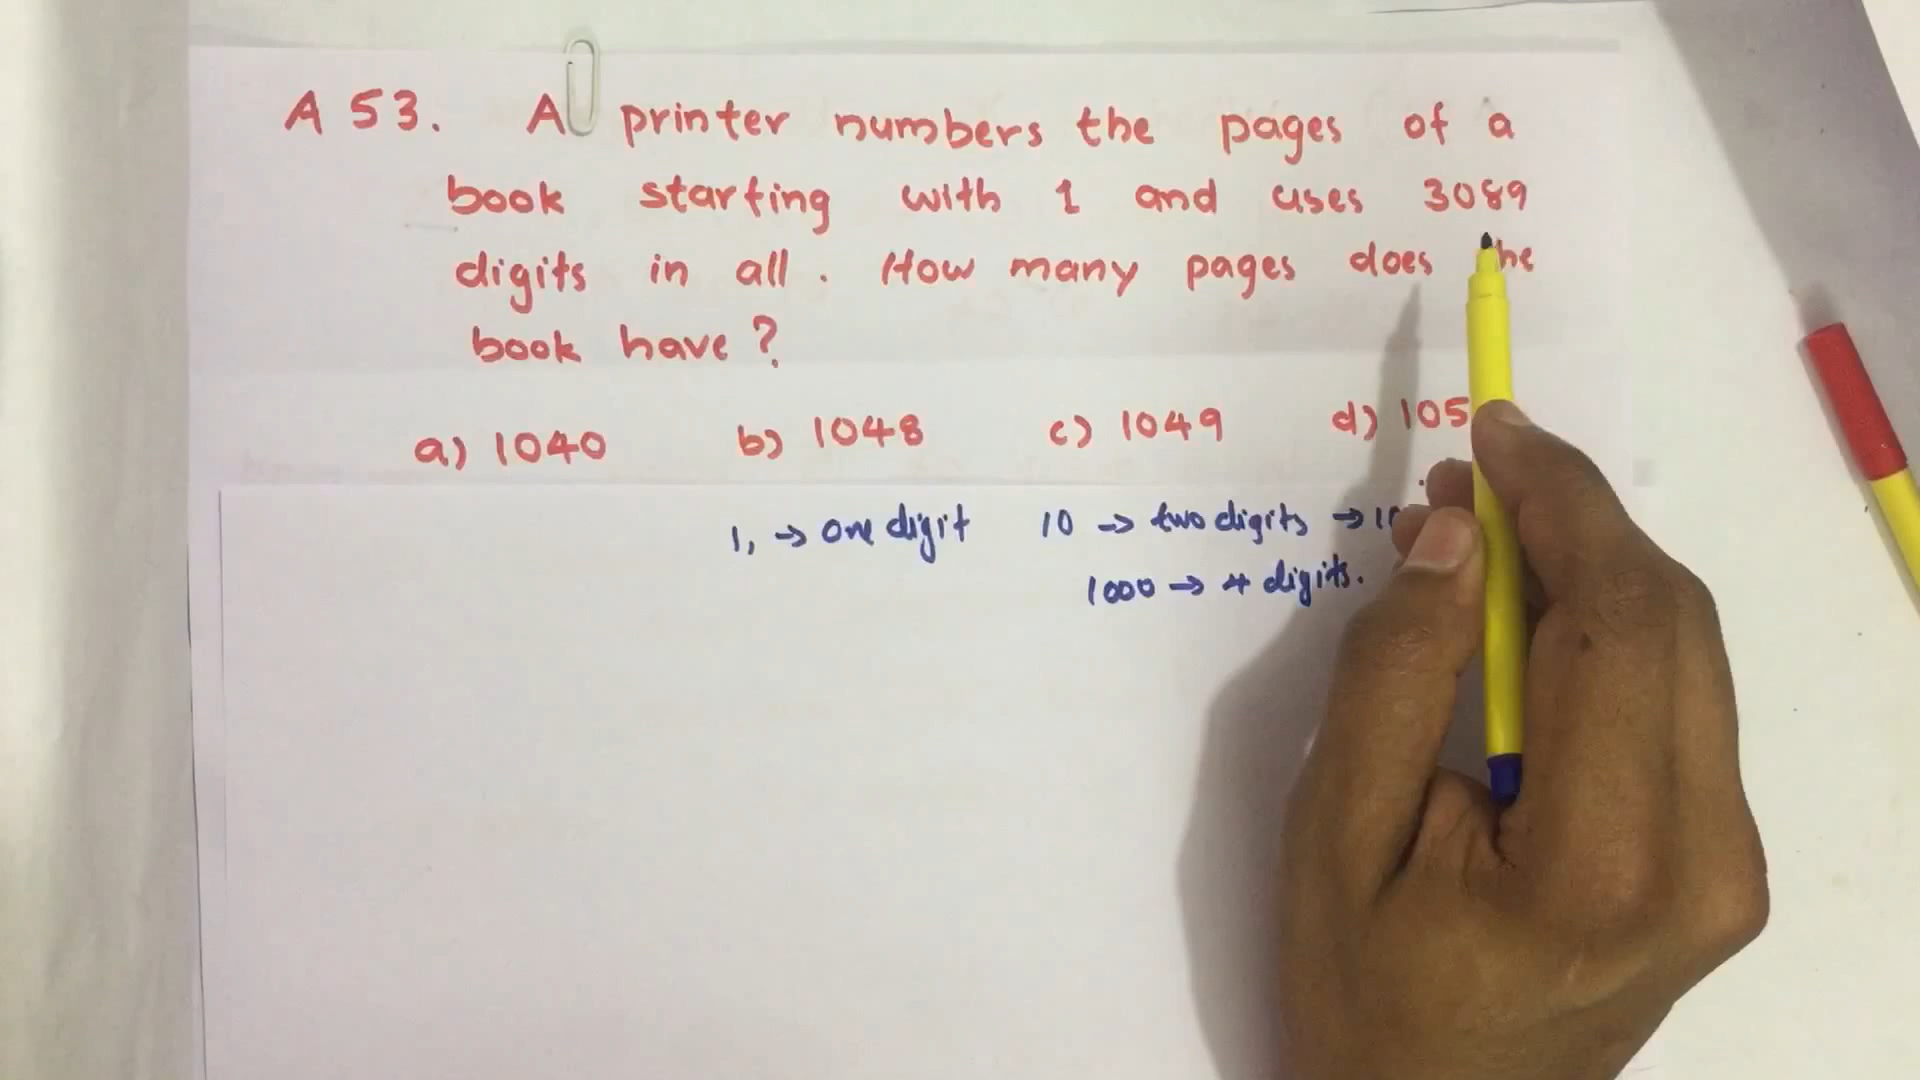 A 53. A printer numbers the pages of a
book starting with 1 and uses 3089
digits in all. How many pages does
book have?
a) 1040 b) 1048 c) 1049 d) 105
1, → one digit 10 → two digits →
1000 → 4 digits.